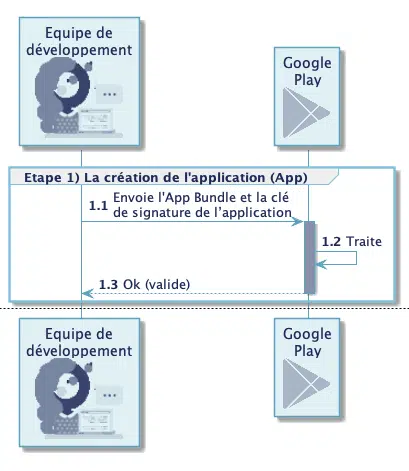 Equipe de
développement
Google
Play
Etape 1) La création de l'application (App)
1.1 Envoie l'App Bundle et la clé
de signature de l'application
1.2 Traite
1.3 Ok (valide)
Equipe de
développement
Google
Play